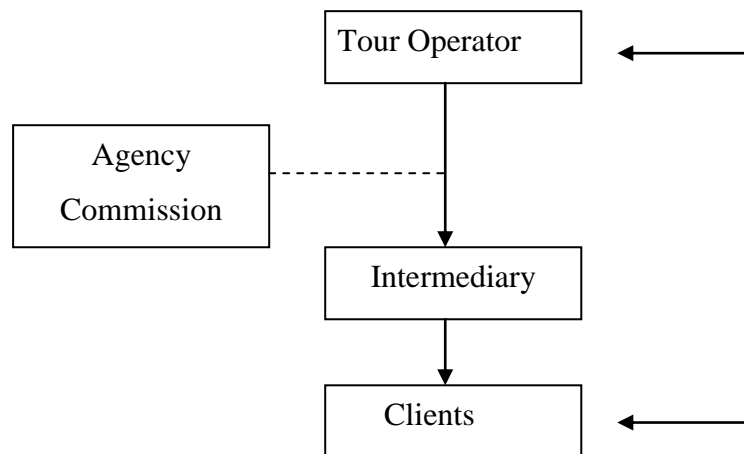 Tour Operator
Agency
Commission
Intermediary
Clients